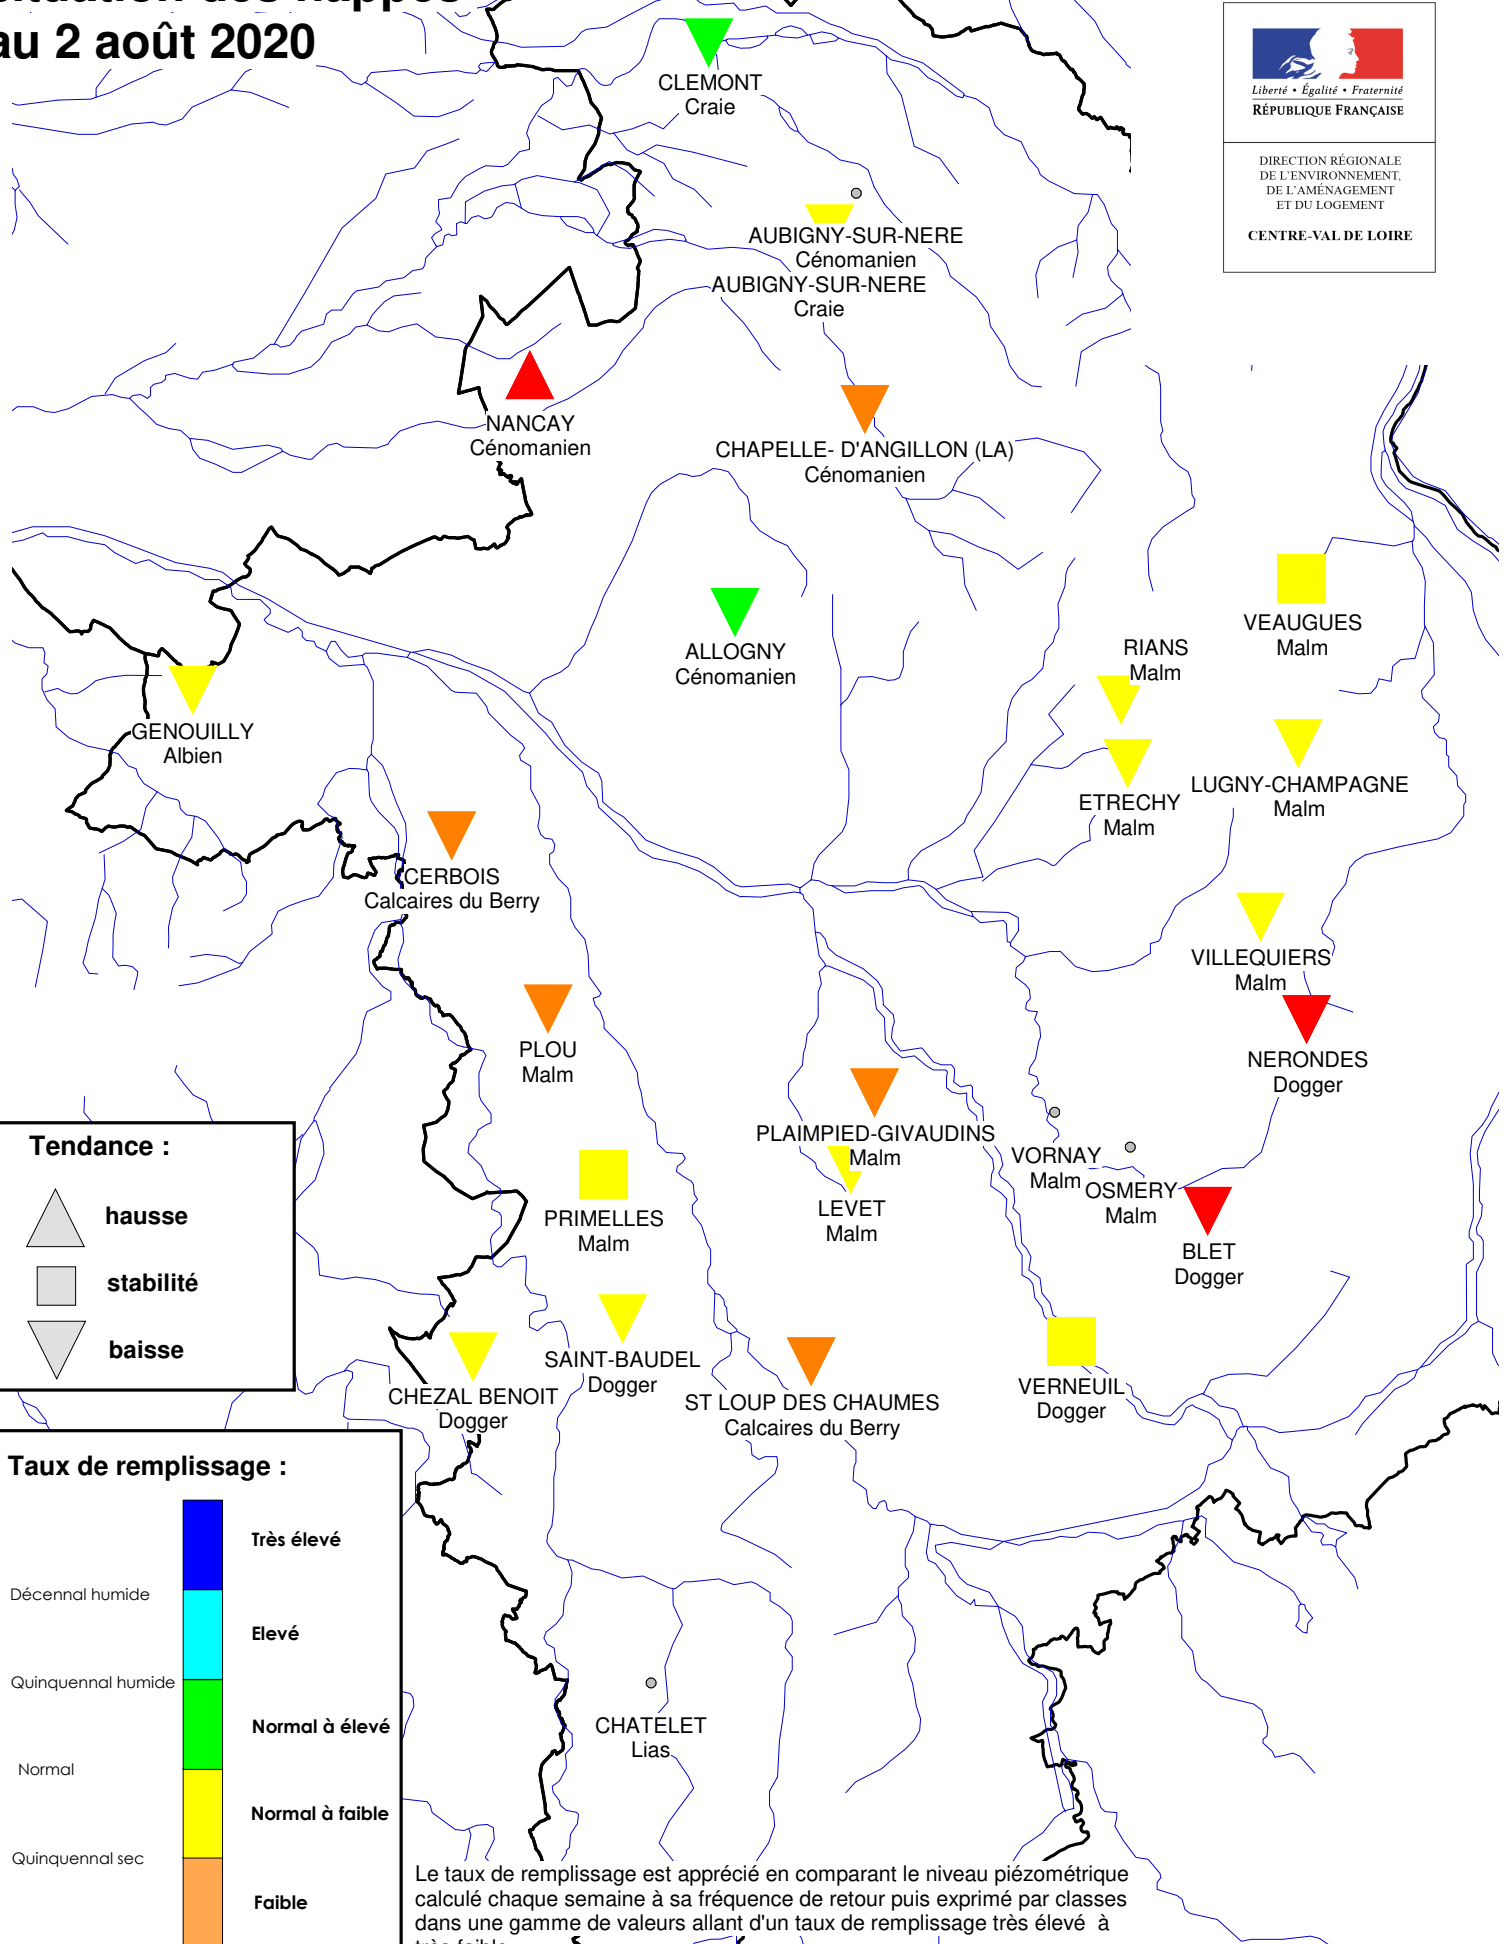 situation des nappes
au 2 août 2020
Liberté • Égalité • Fraternité
RÉPUBLIQUE FRANÇAISE
DIRECTION RÉGIONALE
DE L'ENVIRONNEMENT,
DE L'AMÉNAGEMENT
ET DU LOGEMENT
CENTRE-VAL DE LOIRE
CLEMONT
Craie
AUBIGNY-SUR-NERE
Cénomanien
AUBIGNY-SUR-NERE
Craie
NANCAY
Cénomanien
CHAPELLE- D'ANGILLON (LA)
Cénomanien
VEAUGUES
Malm
ALLOGNY
Cénomanien
RIANS
Malm
GENOUILLY
Albien
LUGNY-CHAMPAGNE
Malm
ETRECHY
Malm
CERBOIS
Calcaires du Berry
VILLEQUIERS
Malm
PLOU
Malm
NERONDES
Dogger
PLAIMPIED-GIVAUDINS
Malm
VORNAY
Malm
OSMERY
Malm
LEVET
Malm
PRIMELLES
Malm
BLET
Dogger
SAINT-BAUDEL
Dogger
CHEZAL BENOIT
Dogger
ST LOUP DES CHAUMES
Calcaires du Berry
VERNEUIL
Dogger
CHATELET
Lias
Tendance :
hausse
stabilité
baisse
Taux de remplissage :
Très élevé
Décennal humide
Elevé
Quinquennal humide
Normal à élevé
Normal
Normal à faible
Quinquennal sec
Faible
Le taux de remplissage est apprécié en comparant le niveau piézométrique
calculé chaque semaine à sa fréquence de retour puis exprimé par classes
dans une gamme de valeurs allant d'un taux de remplissage très élevé à
très faible